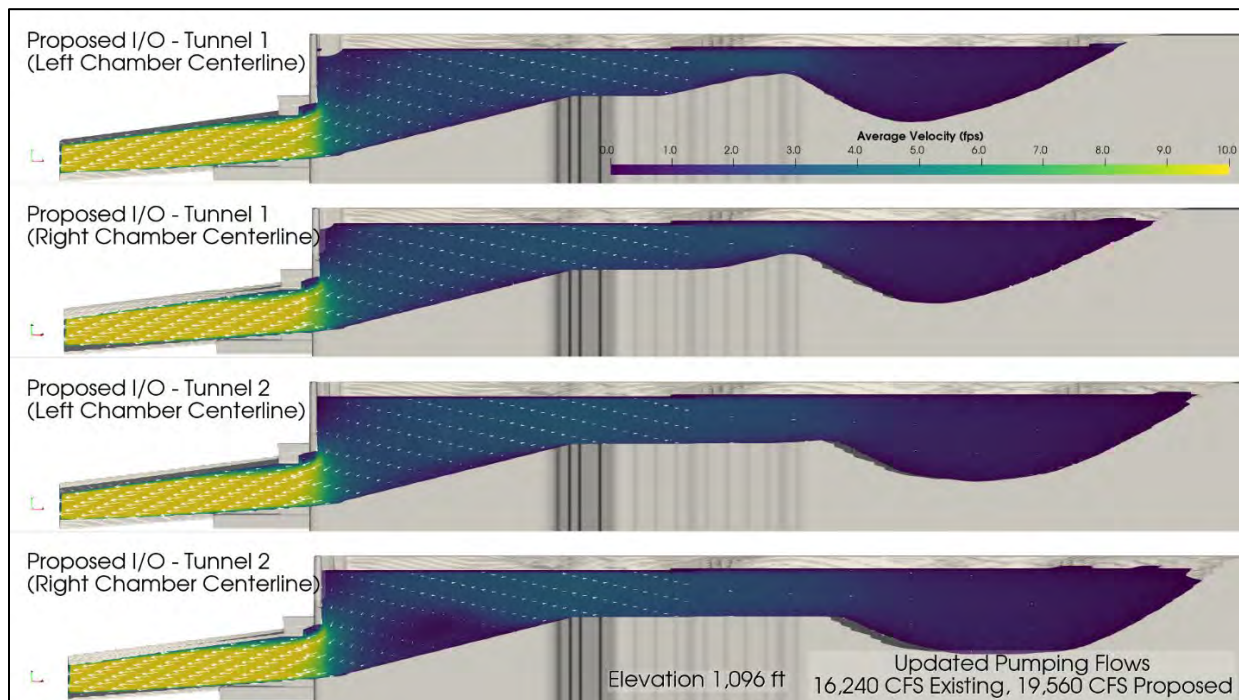 Proposed I/O - Tunnel 1
(Left Chamber Centerline)
Average Velocity (fps)
0.0 1.0 2.0 3.0 4.0 5.0 6.0 7.0 8.0 9.0 10.0
Proposed I/O - Tunnel 1
(Right Chamber Centerline)
Proposed I/O - Tunnel 2
(Left Chamber Centerline)
Proposed I/O - Tunnel 2
(Right Chamber Centerline)
Elevation 1,096 ft
Updated Pumping Flows
16,240 CFS Existing, 19,560 CFS Proposed